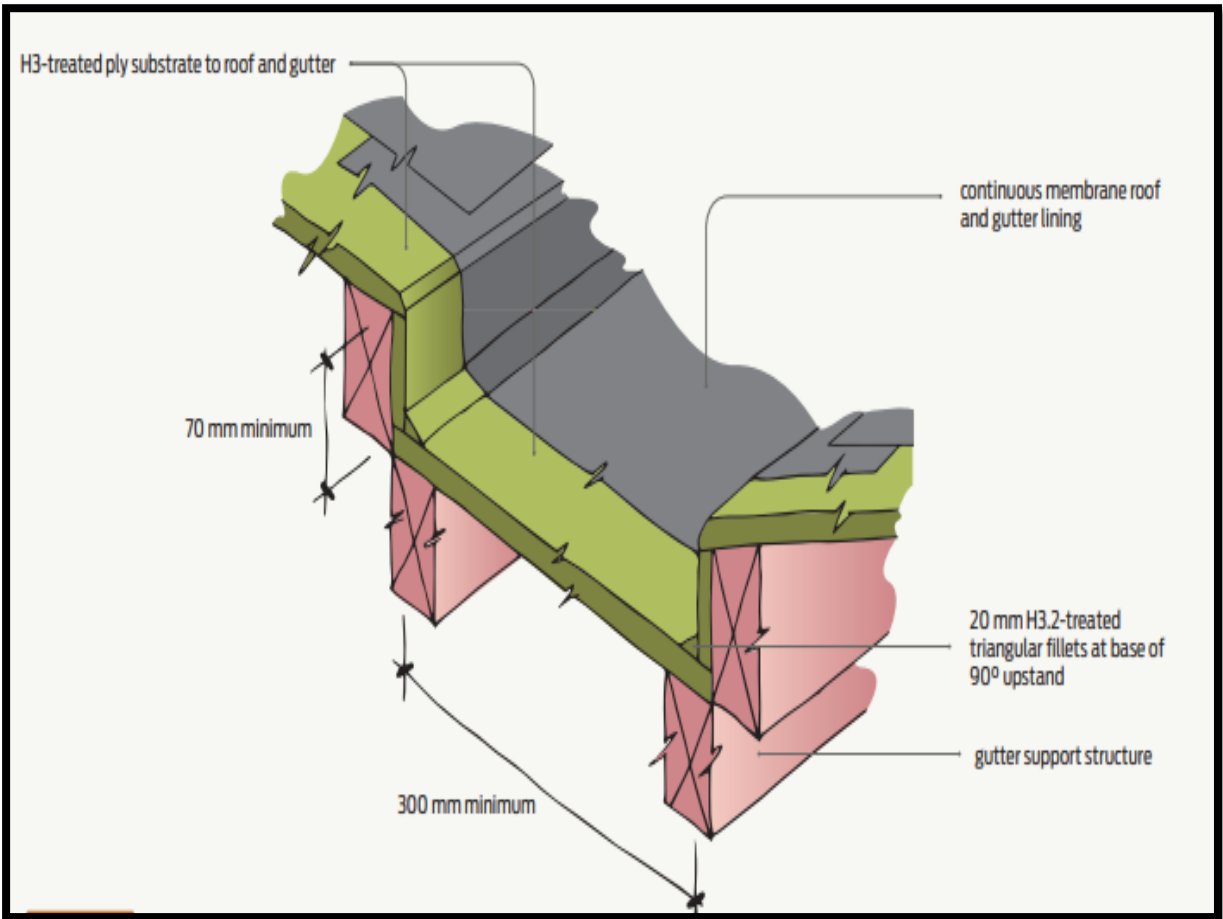 H3-treated ply substrate to roof and gutter
continuous membrane roof
and gutter lining
70 mm minimum
20 mm H3.2-treated
triangular fillets at base of
90º upstand
gutter support structure
300 mm minimum